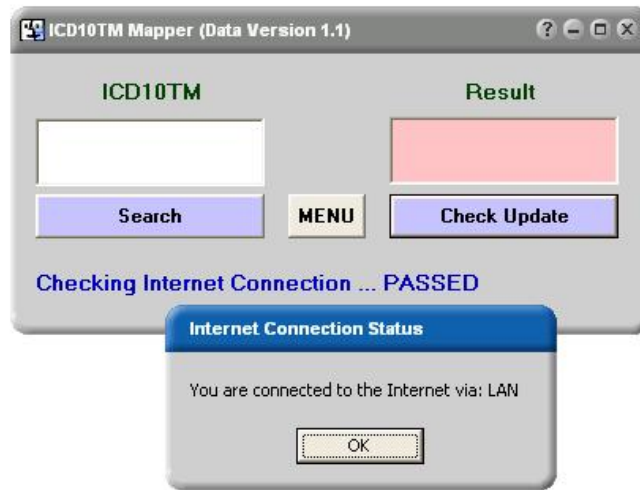 ICD10TM Mapper (Data Version 1.1)
ICD10TM Result
Search MENU Check Update
Checking Internet Connection ... PASSED
Internet Connection Status
You are connected to the Internet via: LAN
OK